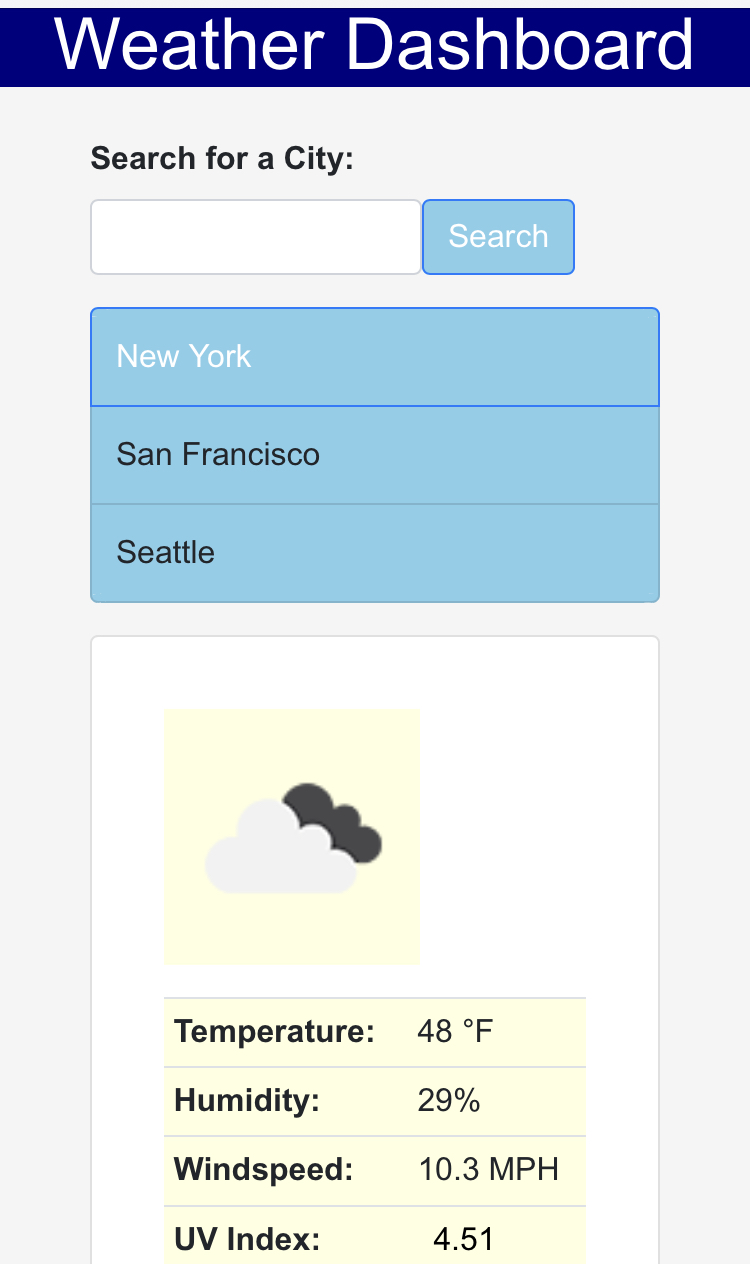 Weather Dashboard
Search for a City:
Search
New York
San Francisco
Seattle
Temperature: 48 °F
Humidity: 29%
Windspeed: 10.3 MPH
UV Index: 4.51